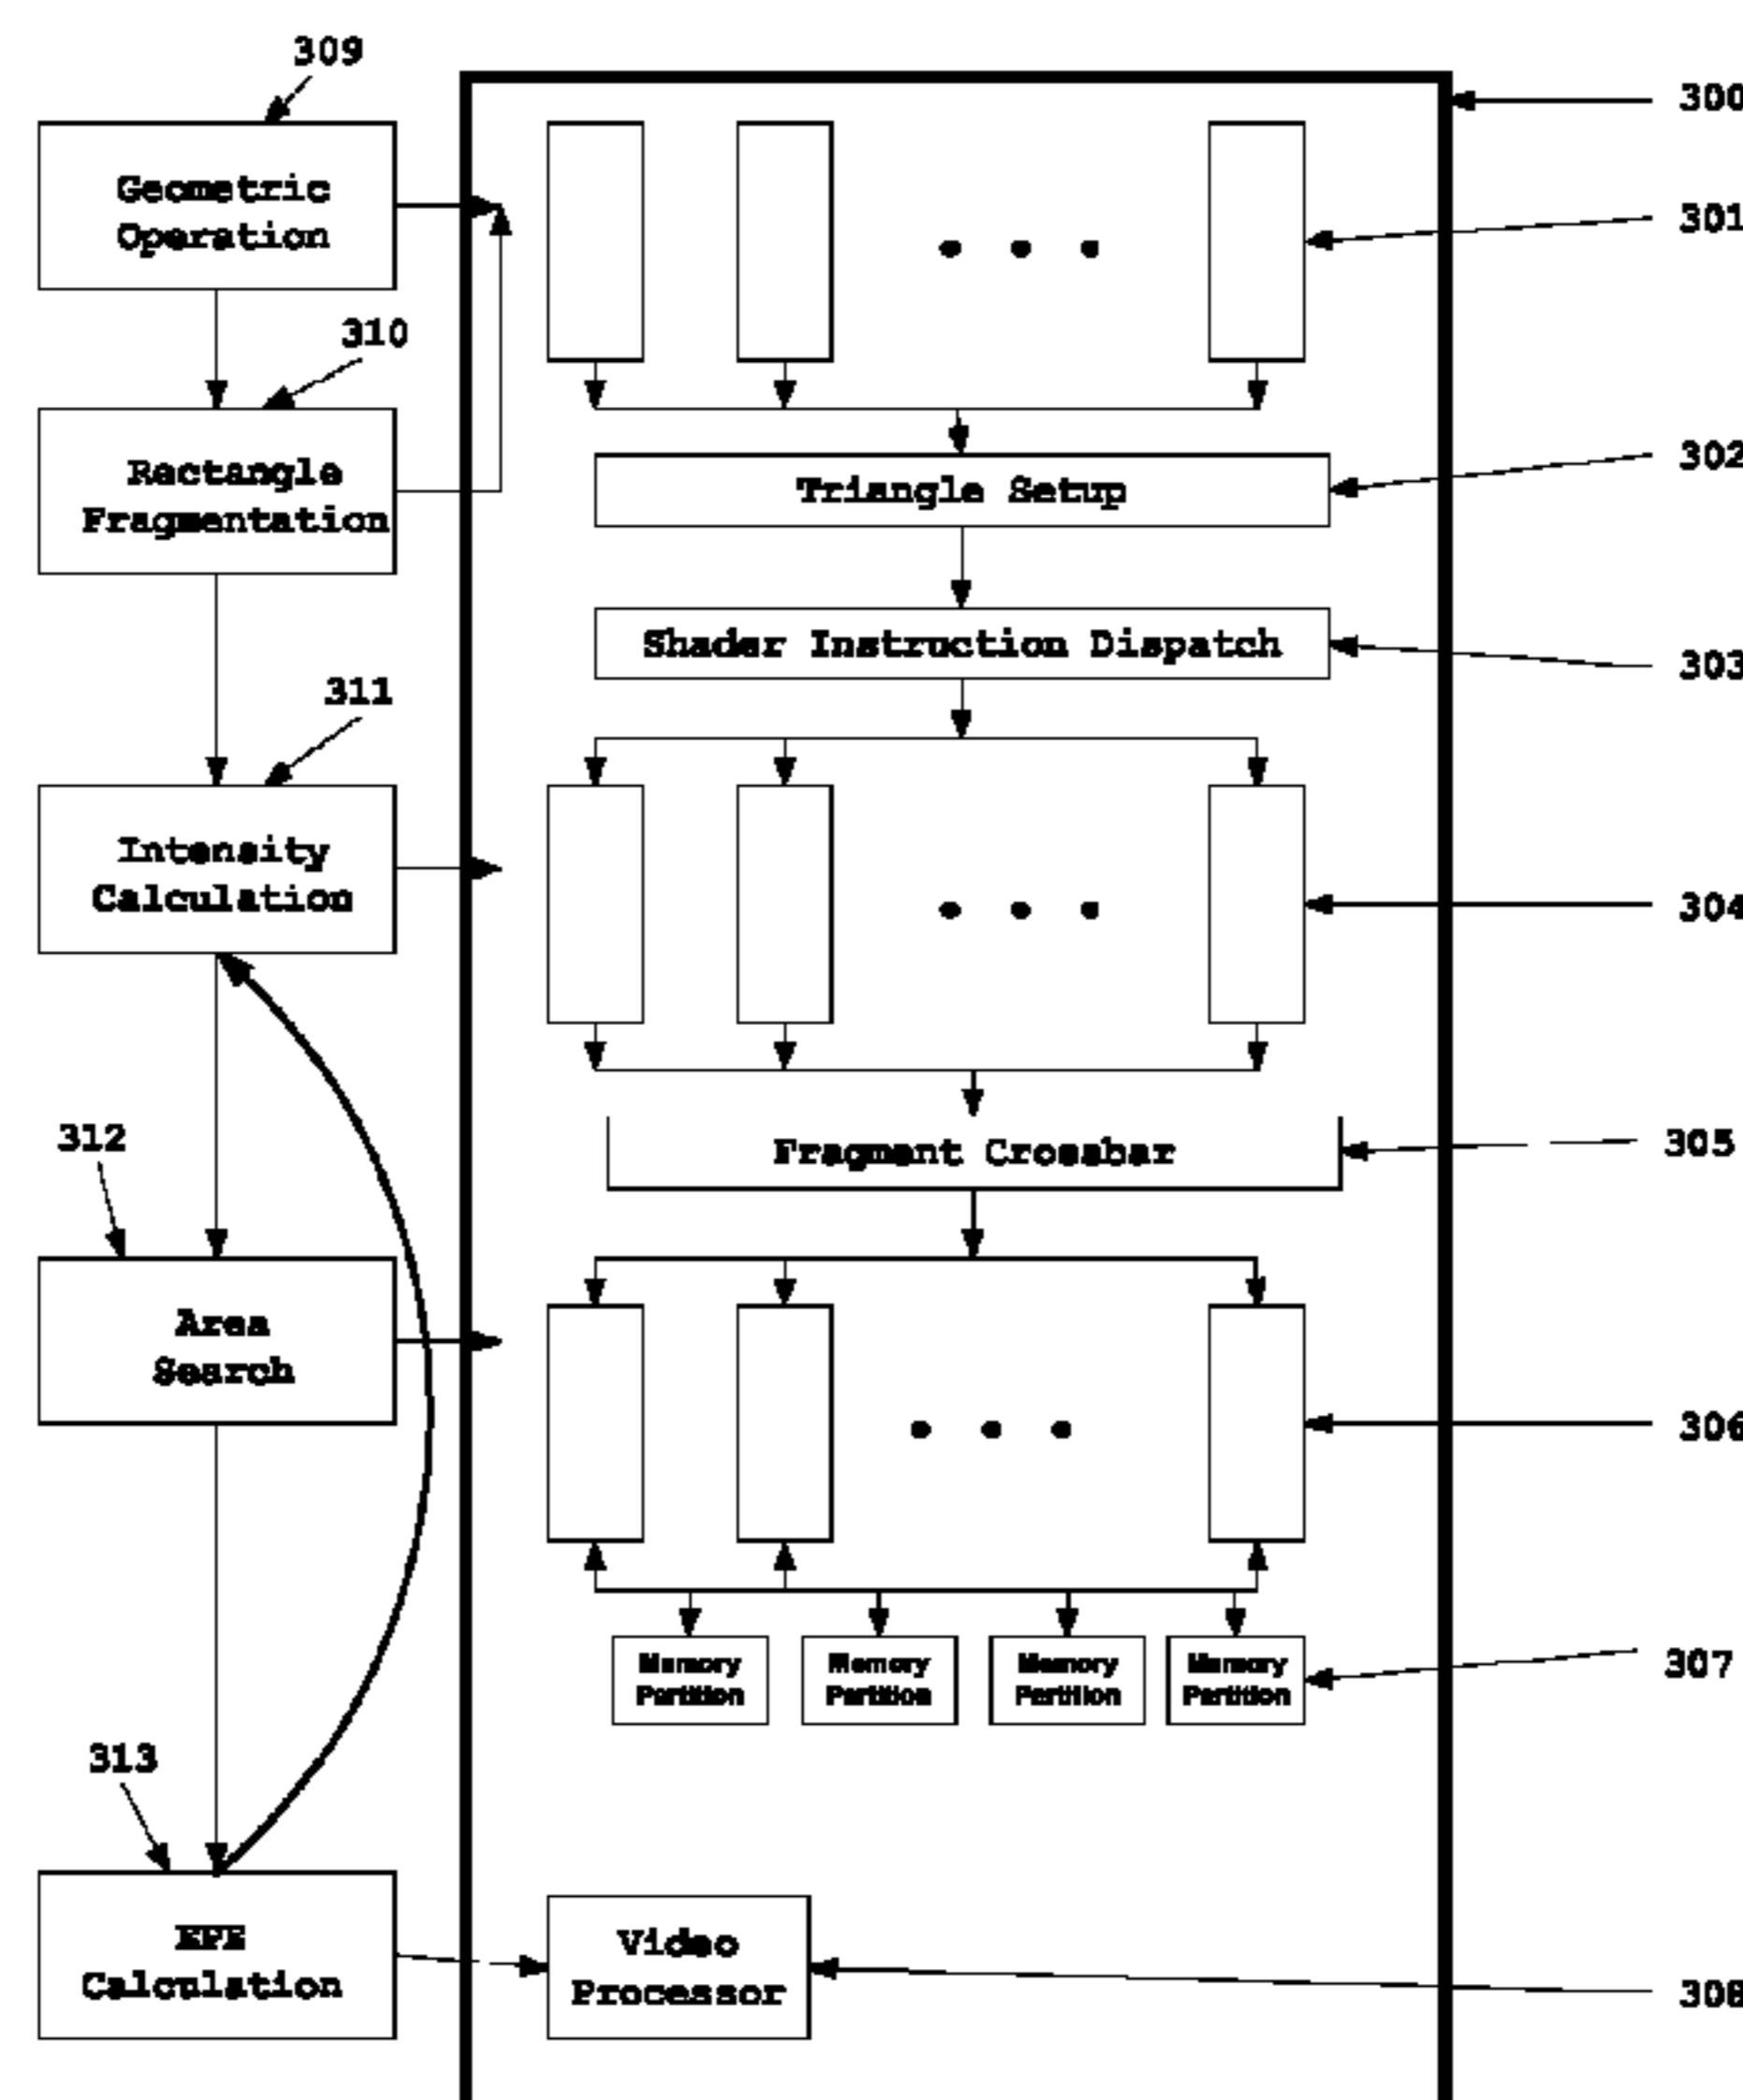 309
300
Geometric
Operation
301
310
Rectangle
Fragmentation
302
Triangle Setup
303
Shader Instruction Dispatch
311
Intensity
Calculation
304
312
305
Fragment Crossbar
Area
Search
306
307
Memory
Partition
Memory
Partition
Memory
Partition
Memory
Partition
313
EPE
Calculation
Video
Processor
308